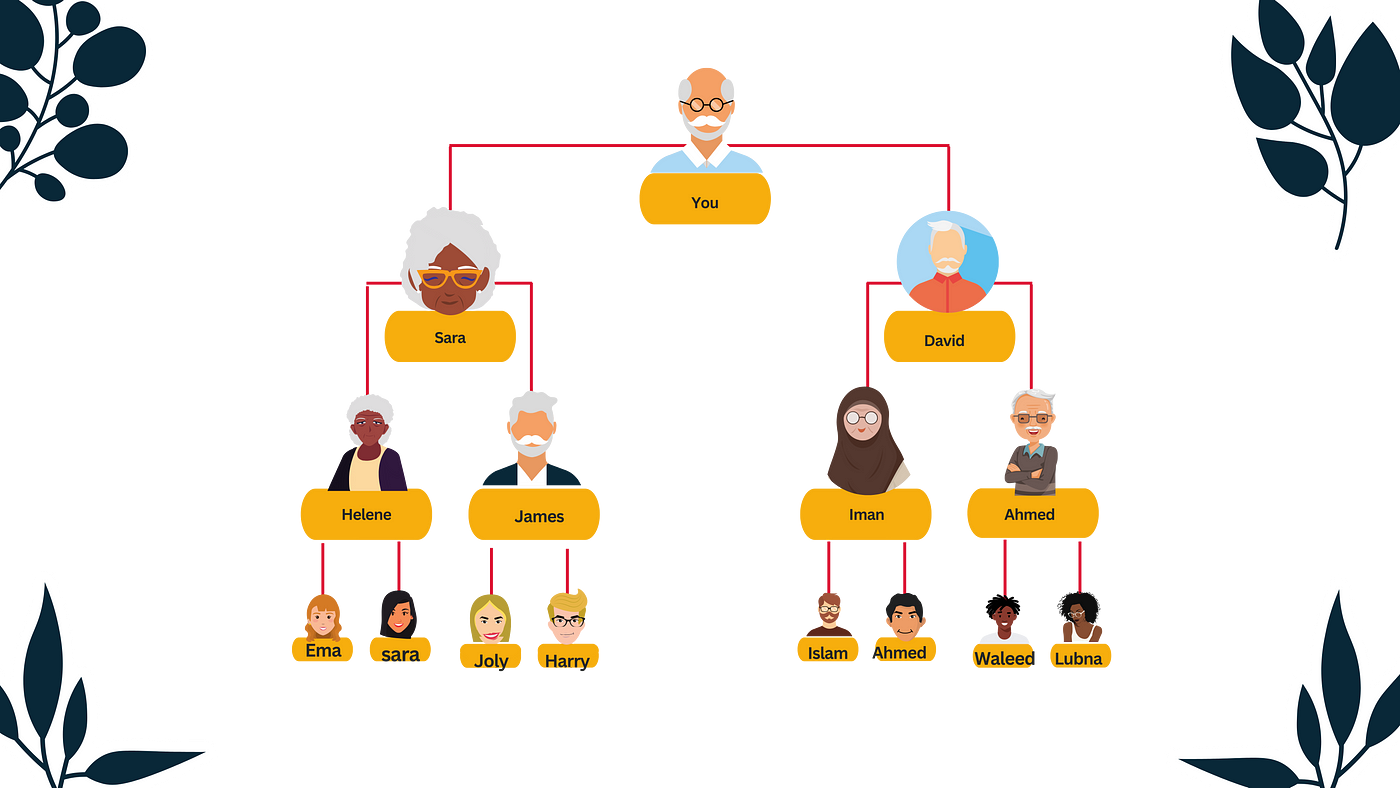 You
Sara
David
Helene
James
Iman
Ahmed
Ema
sara
Joly
Harry
Islam
Ahmed
Waleed
Lubna